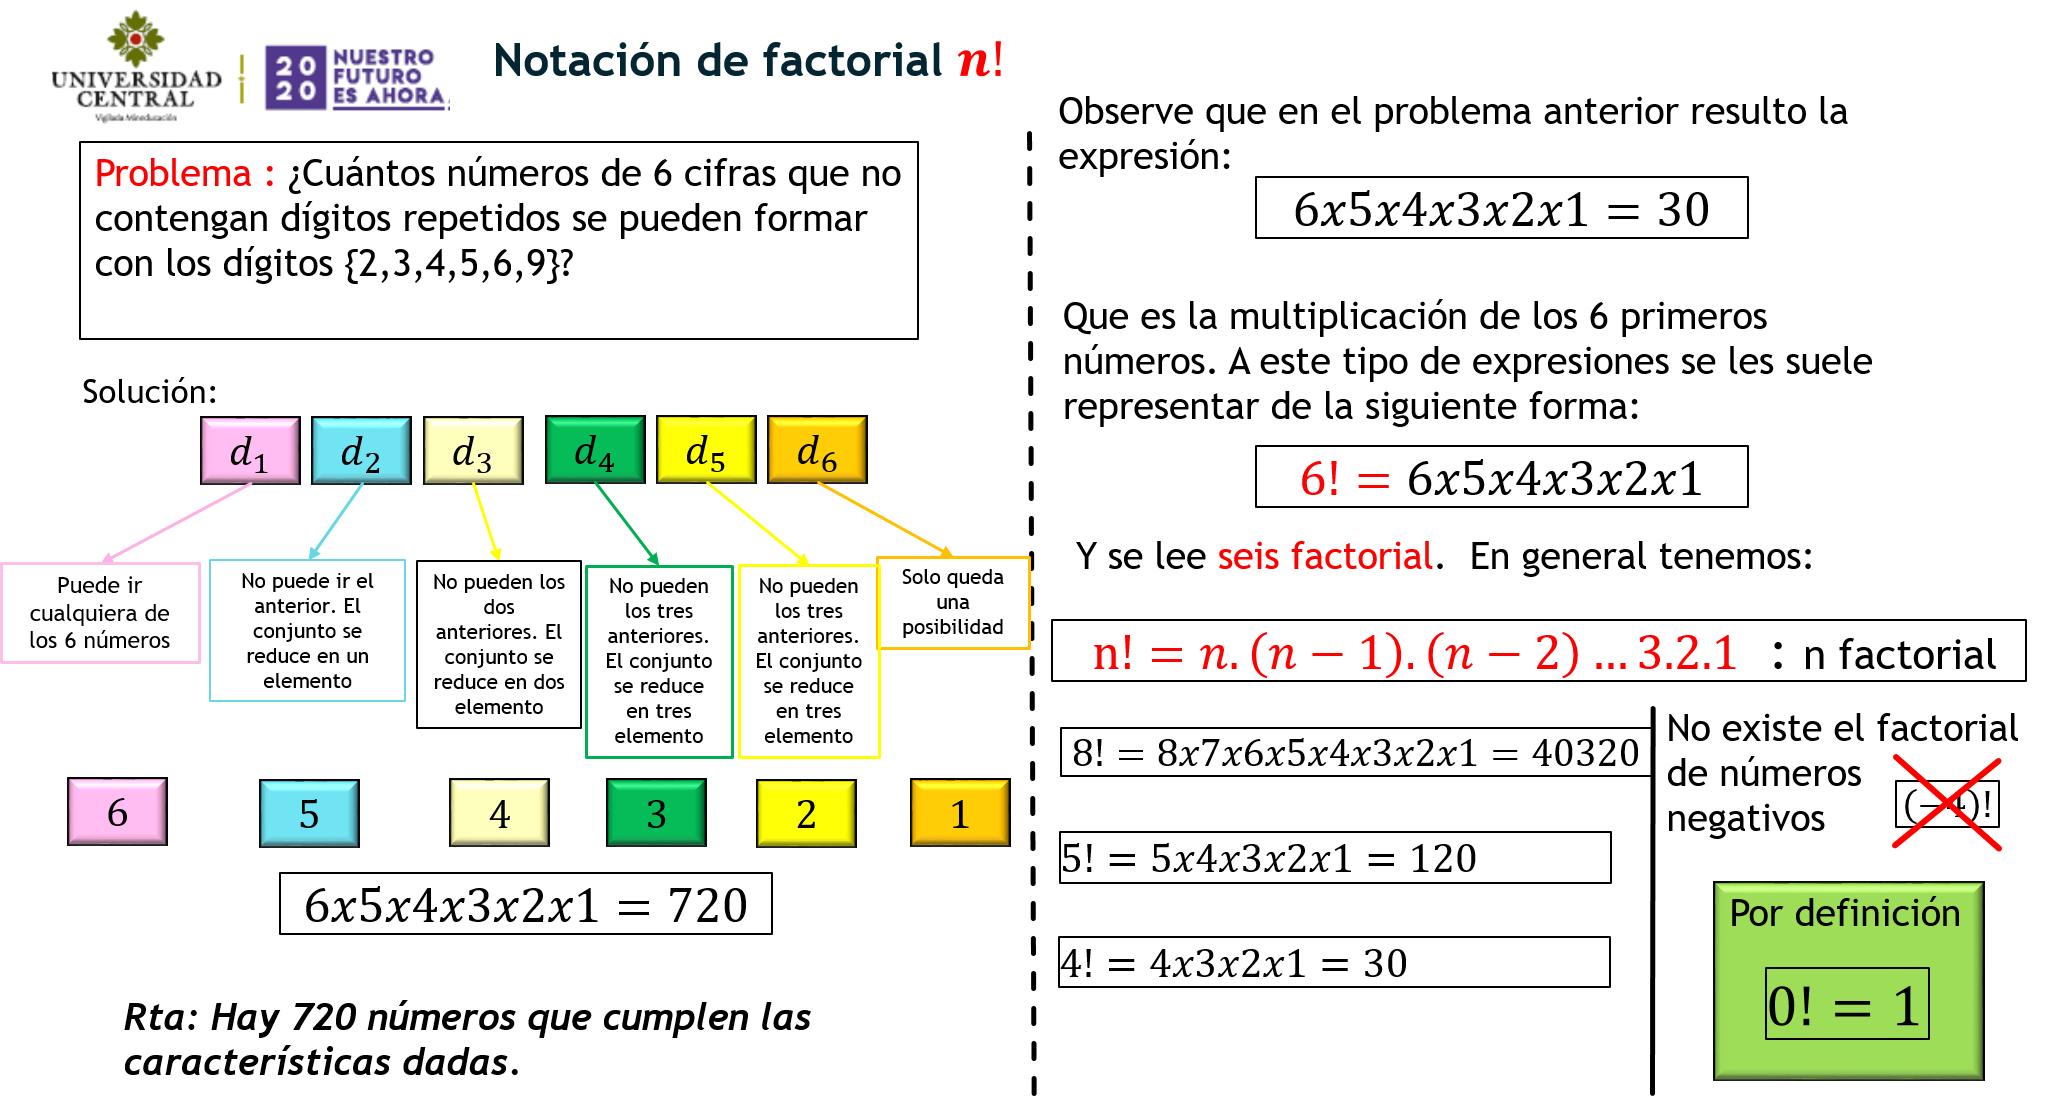 UNIVERSIDAD
CENTRAL
Vigilada Mineducación
20
20
NUESTRO
FUTURO
ES AHORA
Notación de factorial n!
Problema : ¿Cuántos números de 6 cifras que no
contengan dígitos repetidos se pueden formar
con los dígitos {2,3,4,5,6,9}?
Solución:
d₁ d₂ d₃ d₄ d₅ d₆
Puede ir
cualquiera de
los 6 números
No puede ir el
anterior. El
conjunto se
reduce en un
elemento
No pueden los
dos
anteriores. El
conjunto se
reduce en dos
elemento
No pueden
los tres
anteriores.
El conjunto
se reduce
en tres
elemento
No pueden
los tres
anteriores.
El conjunto
se reduce
en tres
elemento
Solo queda
una
posibilidad
6 5 4 3 2 1
6x5x4x3x2x1 = 720
Rta: Hay 720 números que cumplen las
características dadas.
Observe que en el problema anterior resulto la
expresión:
6x5x4x3x2x1 = 30
Que es la multiplicación de los 6 primeros
números. A este tipo de expresiones se les suele
representar de la siguiente forma:
6! = 6x5x4x3x2x1
Y se lee seis factorial. En general tenemos:
n! = n. (n − 1). (n − 2) … 3.2.1 : n factorial
8! = 8x7x6x5x4x3x2x1 = 40320
5! = 5x4x3x2x1 = 120
4! = 4x3x2x1 = 30
No existe el factorial
de números
negativos
(−4)!
Por definición
0! = 1